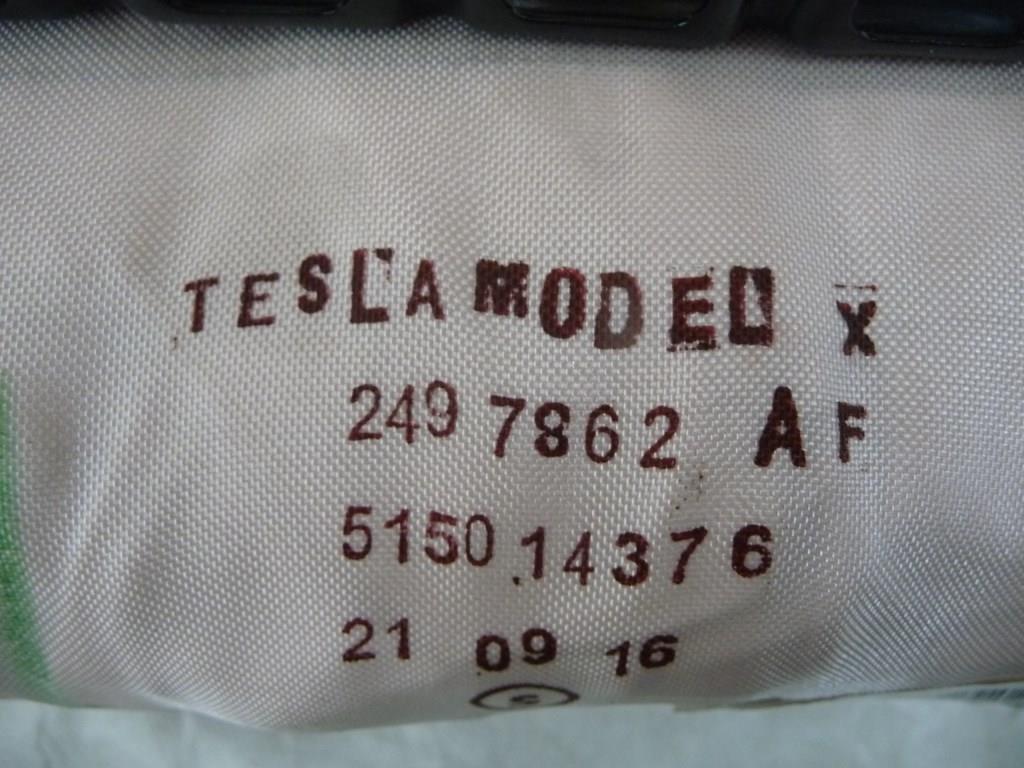 TESLA MODEL X
249 7862 AF
5150 14376
21 09 16
c